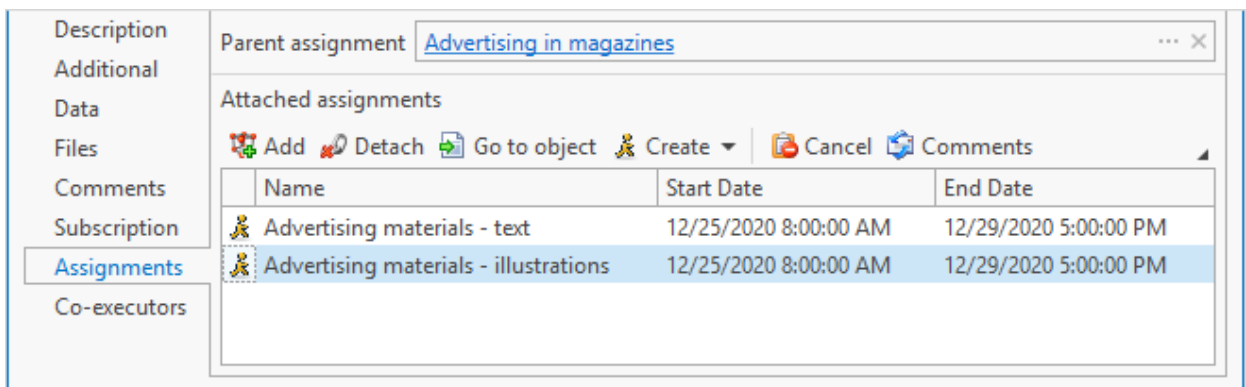 Description
Additional
Data
Files
Comments
Subscription
Assignments
Co-executors
Parent assignment Advertising in magazines
Attached assignments
Add Detach Go to object Create Cancel Comments
Name Start Date End Date
Advertising materials - text 12/25/2020 8:00:00 AM 12/29/2020 5:00:00 PM
Advertising materials - illustrations 12/25/2020 8:00:00 AM 12/29/2020 5:00:00 PM